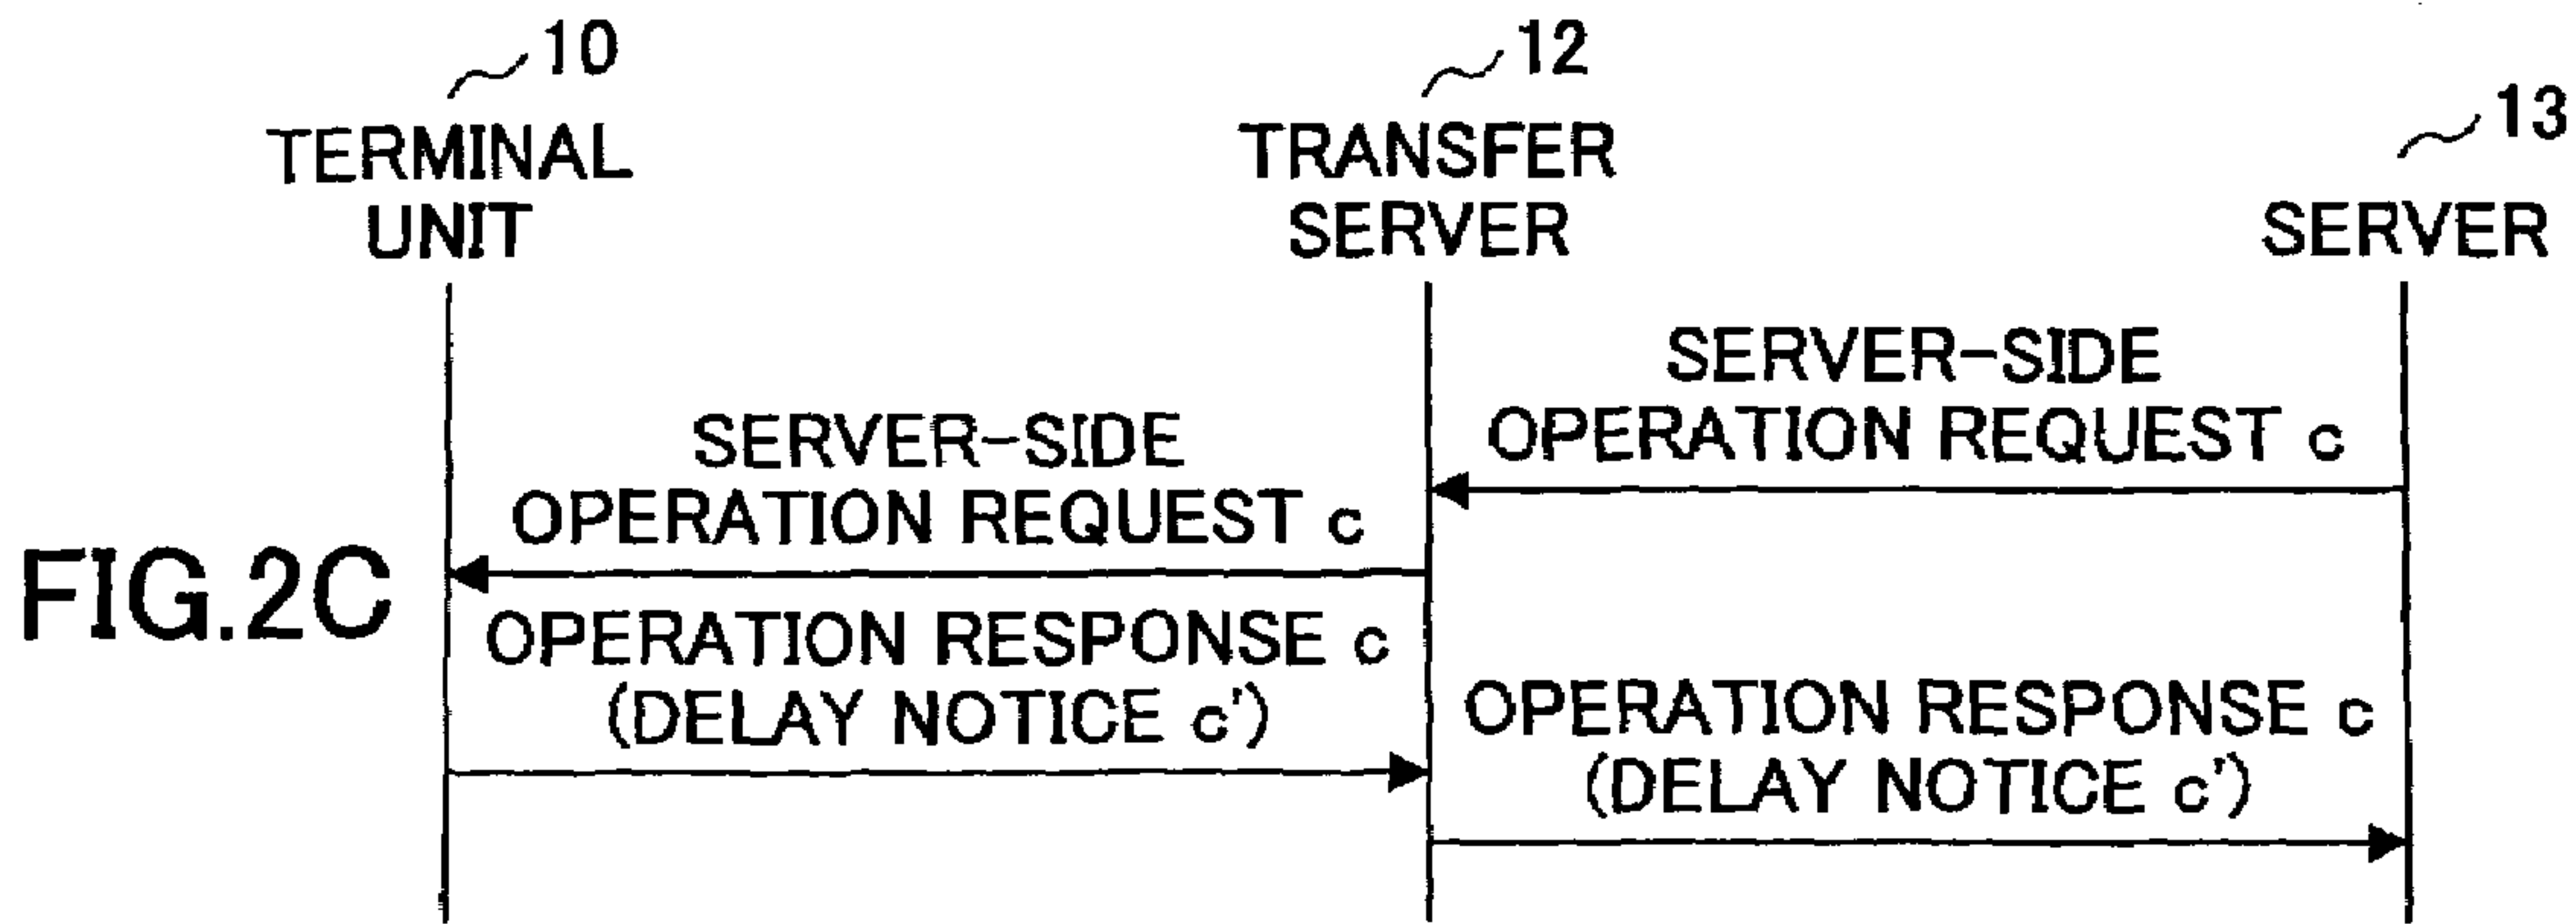 10
TERMINAL
UNIT
12
TRANSFER
SERVER
13
SERVER
SERVER-SIDE
OPERATION REQUEST c
SERVER-SIDE
OPERATION REQUEST c
FIG.2C
OPERATION RESPONSE c
(DELAY NOTICE c')
OPERATION RESPONSE c
(DELAY NOTICE c')